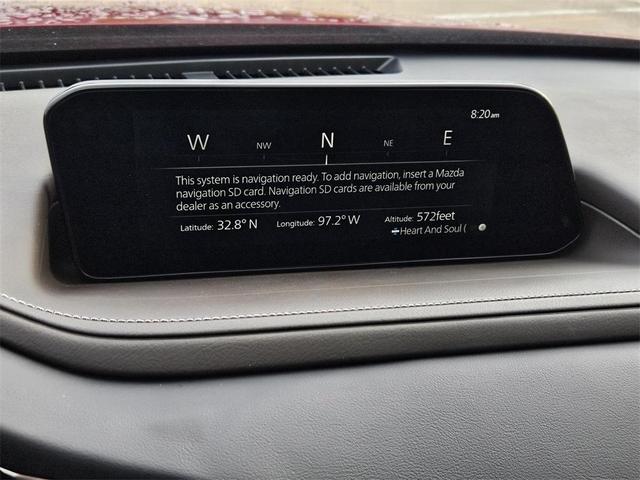 8:20am
W NW N NE E
This system is navigation ready. To add navigation, insert a Mazda
navigation SD card. Navigation SD cards are available from your
dealer as an accessory.
Latitude: 32.8° N Longitude: 97.2° W Altitude: 572feet
Heart And Soul (